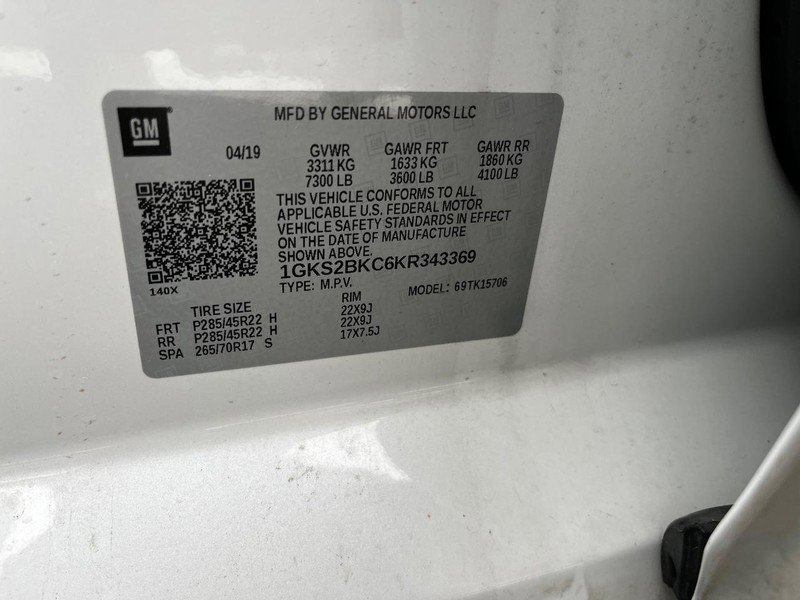 GM
MFD BY GENERAL MOTORS LLC
04/19 GVWR GAWR FRT GAWR RR
3311 KG 1633 KG 1860 KG
7300 LB 3600 LB 4100 LB
THIS VEHICLE CONFORMS TO ALL
APPLICABLE U.S. FEDERAL MOTOR
VEHICLE SAFETY STANDARDS IN EFFECT
ON THE DATE OF MANUFACTURE
SHOWN ABOVE.
1GKS2BKC6KR343369
140X TYPE: M.P.V. MODEL: 69TK15706
TIRE SIZE RIM
FRT P285/45R22 H 22X9J
RR P285/45R22 H 22X9J
SPA 265/70R17 S 17X7.5J